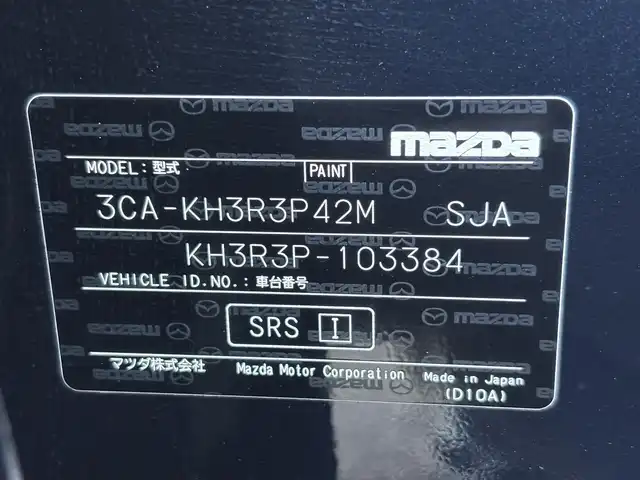 mazda
MODEL: 型式 PAINT
3CA-KH3R3P42M SJA
KH3R3P-103384
VEHICLE ID.NO.: 車台番号
SRS I
マツダ株式会社 Mazda Motor Corporation Made in Japan
(D10A)